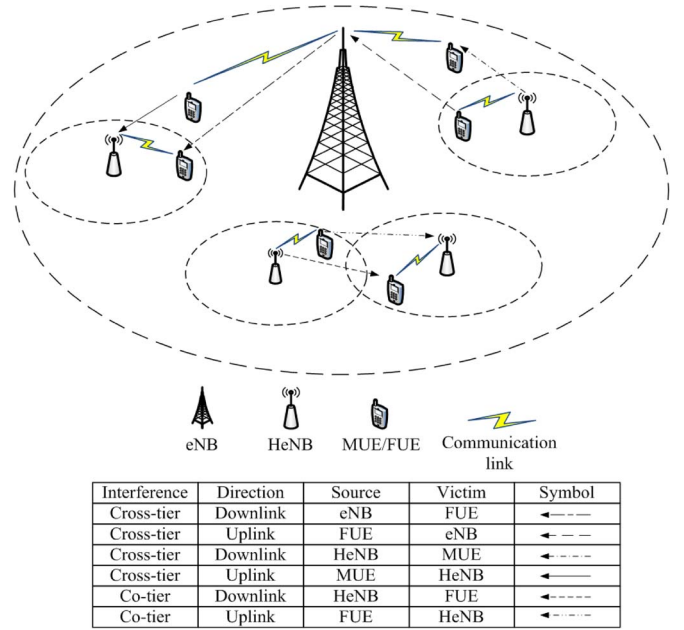 eNB HeNB MUE/FUE Communication
link
Interference Direction Source Victim Symbol
Cross-tier Downlink eNB FUE
Cross-tier Uplink FUE eNB
Cross-tier Downlink HeNB MUE
Cross-tier Uplink MUE HeNB
Co-tier Downlink HeNB FUE
Co-tier Uplink FUE HeNB